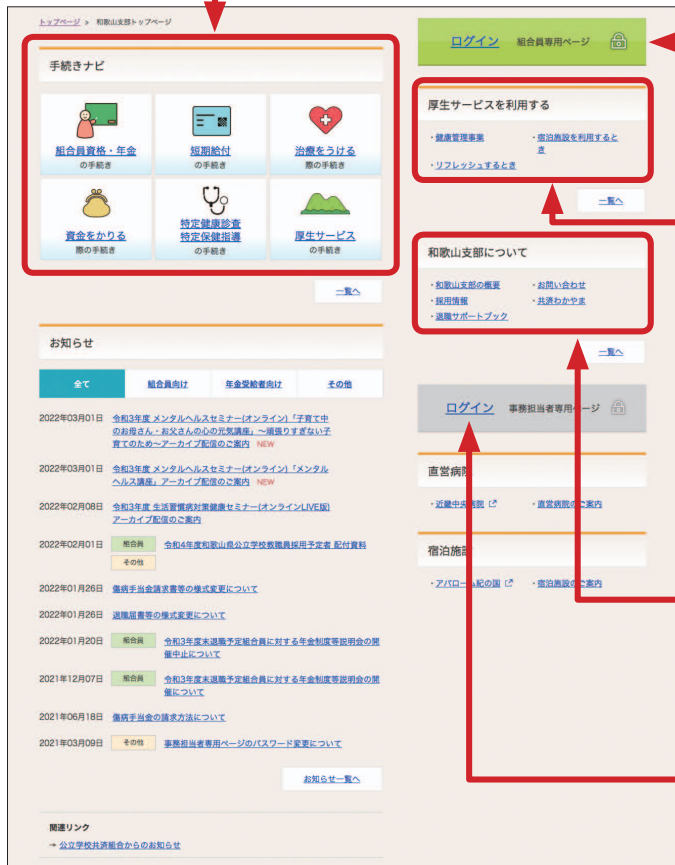 トップページ » 和歌山支部トップページ
手続きナビ
組合員資格・年金
の手続き
短期給付
の手続き
治療をうける
際の手続き
資金をかりる
際の手続き
特定健康診査
特定保健指導
の手続き
厚生サービス
の手続き
一覧へ
お知らせ
全て 組合員向け 年金受給者向け その他
2022年03月01日 令和3年度 メンタルヘルスセミナー(オンライン)「子育て中
のお母さん・お父さんの心の元気講座」~頑張りすぎない子
育てのため~アーカイブ配信のご案内 NEW
2022年03月01日 令和3年度 メンタルヘルスセミナー(オンライン)「メンタル
ヘルス講座」アーカイブ配信のご案内 NEW
2022年02月08日 令和3年度 生活習慣病対策健康セミナー(オンラインLIVE版)
アーカイブ配信のご案内
2022年02月01日 組合員 令和4年度和歌山県公立学校教職員採用予定者 配付資料
その他
2022年01月26日 傷病手当金請求書等の様式変更について
2022年01月26日 退職届書等の様式変更について
2022年01月20日 組合員 令和3年度末退職予定組合員に対する年金制度等説明会の開
催中止について
2021年12月07日 組合員 令和3年度末退職予定組合員に対する年金制度等説明会の開
催について
2021年06月18日 傷病手当金の請求方法について
2021年03月09日 その他 事務担当者専用ページのパスワード変更について
お知らせ一覧へ
関連リンク
→ 公立学校共済組合からのお知らせ
ログイン 組合員専用ページ
厚生サービスを利用する
・健康管理事業 ・宿泊施設を利用すると
き
・リフレッシュするとき
一覧へ
和歌山支部について
・和歌山支部の概要 ・お問い合わせ
・採用情報 ・共済わかやま
・退職サポートブック
一覧へ
ログイン 事務担当者専用ページ
直営病院
・近畿中央病院 ・直営病院のご案内
宿泊施設
・アバローム紀の国 ・宿泊施設のご案内